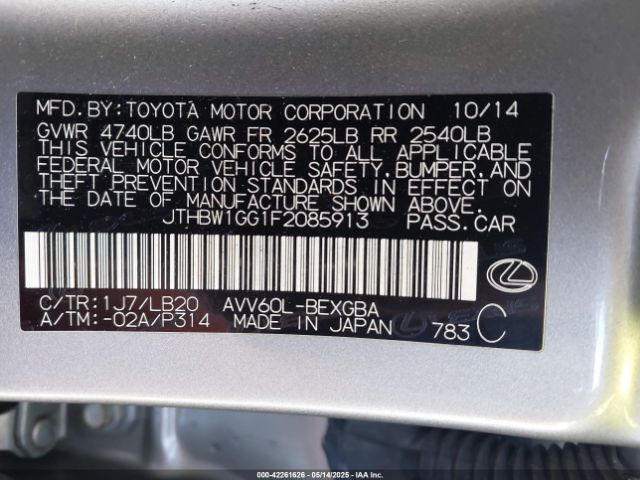 MFD.BY:TOYOTA MOTOR CORPORATION 10/14
GVWR 4740LB GAWR FR 2625LB RR 2540LB
THIS VEHICLE CONFORMS TO ALL APPLICABLE
FEDERAL MOTOR VEHICLE SAFETY,BUMPER,AND
THEFT PREVENTION STANDARDS IN EFFECT ON
THE DATE OF MANUFACTURE SHOWN ABOVE.
JTHBW1GG1F2085913 PASS.CAR
C/TR:1J7/LB20 AVV60L-BEXGBA
A/TM:-02A/P314 MADE IN JAPAN 783 C
000-42261626 - 05/14/2025 - IAA Inc.